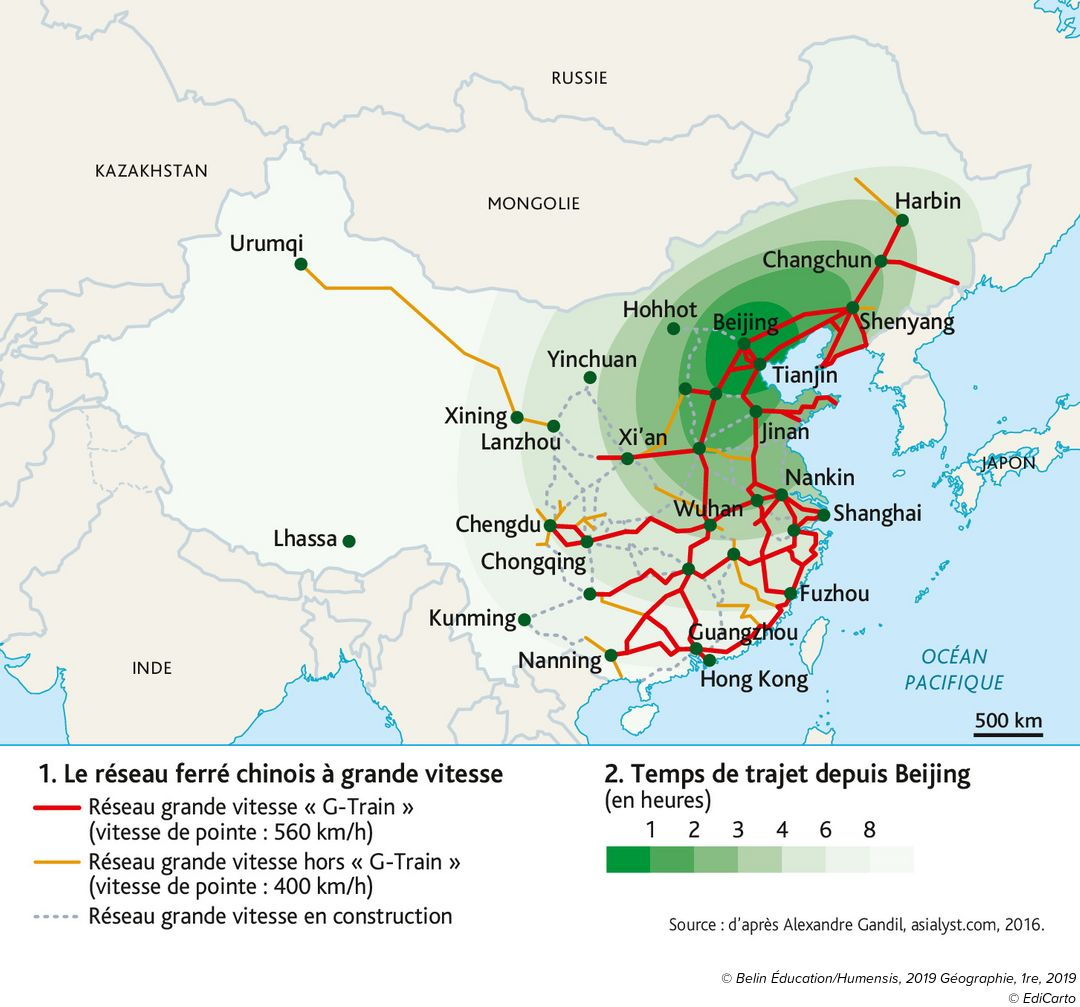 RUSSIE
KAZAKHSTAN
MONGOLIE
Harbin
Urumqi
Changchun
Hohhot
Beijing
Shenyang
Yinchuan
Tianjin
Xining
Lanzhou
Xi'an
Jinan
JAPON
Nankin
Wuhan
Shanghai
Chengdu
Lhassa
Chongqing
Fuzhou
Kunming
Guangzhou
Nanning
INDE
Hong Kong
OCÉAN
PACIFIQUE
500 km
1. Le réseau ferré chinois à grande vitesse
Réseau grande vitesse « G-Train »
(vitesse de pointe : 560 km/h)
Réseau grande vitesse hors « G-Train »
(vitesse de pointe : 400 km/h)
Réseau grande vitesse en construction
2. Temps de trajet depuis Beijing
(en heures)
1 2 3 4 6 8
Source : d'après Alexandre Gandil, asialyst.com, 2016.
© Belin Éducation/Humensis, 2019 Géographie, 1re, 2019
© EdiCarto